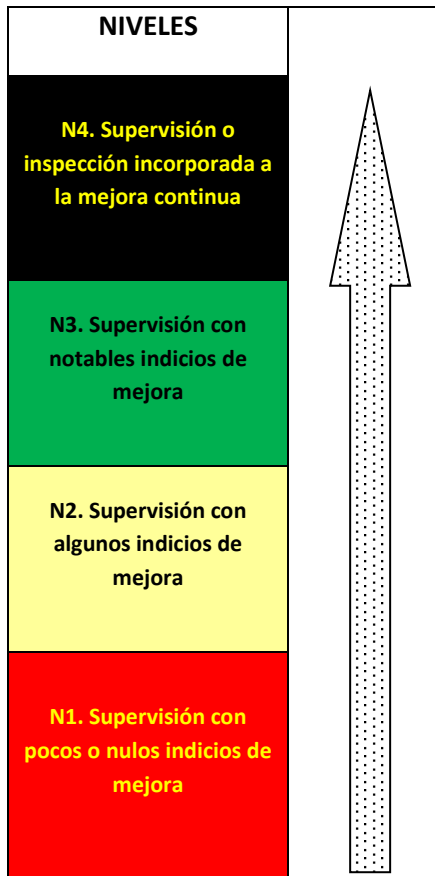 NIVELES
N4. Supervisión o
inspección incorporada a
la mejora continua
N3. Supervisión con
notables indicios de
mejora
N2. Supervisión con
algunos indicios de
mejora
N1. Supervisión con
pocos o nulos indicios de
mejora